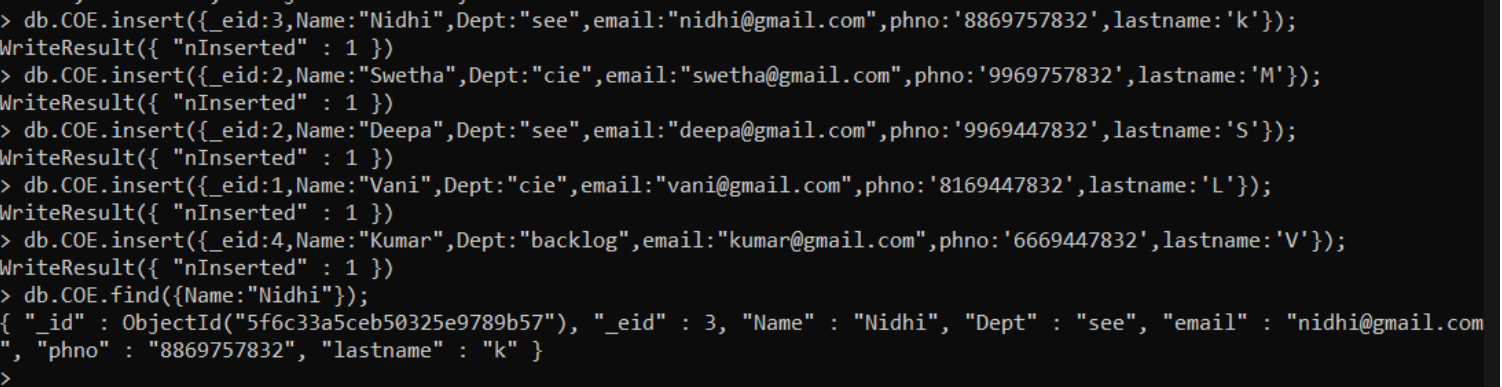 > db.COE.insert({_eid:3,Name:"Nidhi",Dept:"see",email:"nidhi@gmail.com",phno:'8869757832',lastname:'k'});
WriteResult({ "nInserted" : 1 })
> db.COE.insert({_eid:2,Name:"Swetha",Dept:"cie",email:"swetha@gmail.com",phno:'9969757832',lastname:'M'});
WriteResult({ "nInserted" : 1 })
> db.COE.insert({_eid:2,Name:"Deepa",Dept:"see",email:"deepa@gmail.com",phno:'9969447832',lastname:'S'});
WriteResult({ "nInserted" : 1 })
> db.COE.insert({_eid:1,Name:"Vani",Dept:"cie",email:"vani@gmail.com",phno:'8169447832',lastname:'L'});
WriteResult({ "nInserted" : 1 })
> db.COE.insert({_eid:4,Name:"Kumar",Dept:"backlog",email:"kumar@gmail.com",phno:'6669447832',lastname:'V'});
WriteResult({ "nInserted" : 1 })
> db.COE.find({Name:"Nidhi"});
{ "_id" : ObjectId("5f6c33a5ceb50325e9789b57"), "_eid" : 3, "Name" : "Nidhi", "Dept" : "see", "email" : "nidhi@gmail.com
", "phno" : "8869757832", "lastname" : "k" }
>